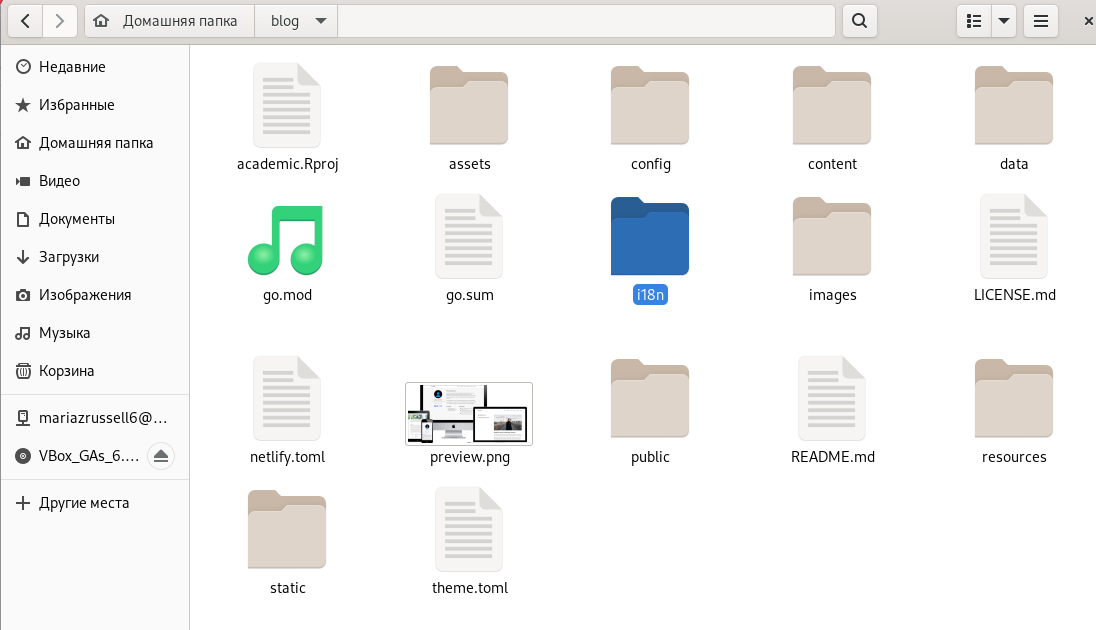 Домашняя папка
blog
Недавние
Избранные
Домашняя папка
Видео
Документы
Загрузки
Изображения
Музыка
Корзина
mariazrussell6@...
VBox_GAs_6....
Другие места
academic.Rproj
assets
config
content
data
go.mod
go.sum
i18n
images
LICENSE.md
netlify.toml
preview.png
public
README.md
resources
static
theme.toml